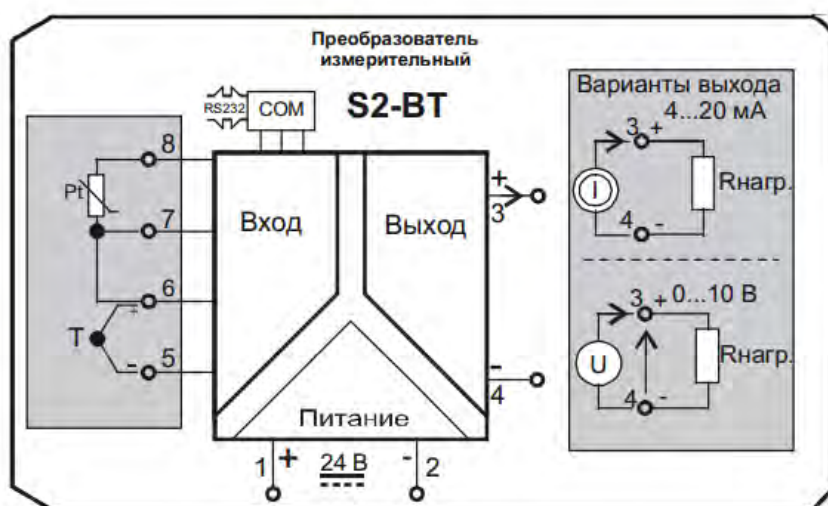 Преобразователь
измерительный
S2-BT
RS232
COM
Варианты выхода
4...20 мА
8
Pt
7
6
+
T
-
5
Вход
Выход
+
3
-
4
Питание
1
+
24 В
-
2
3
+
i
Rнагр.
4
-
0...10 В
3
+
U
Rнагр.
4
-